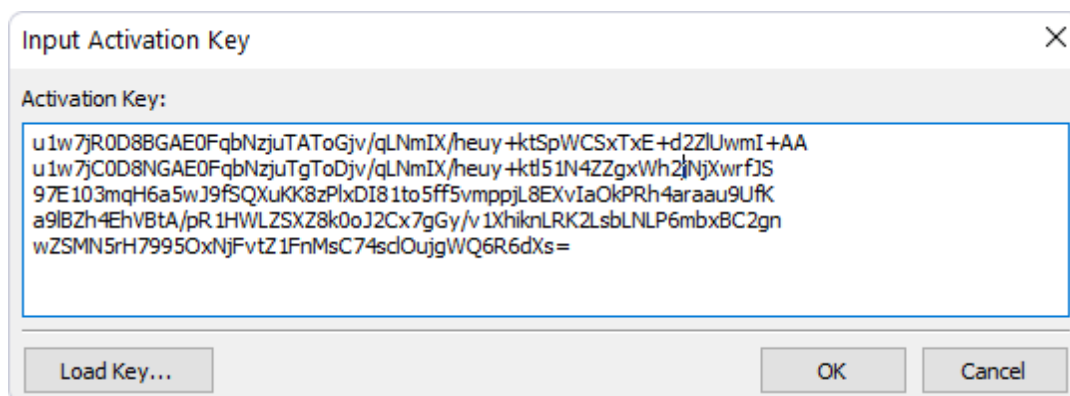 Input Activation Key
Activation Key:
u1w7jR0D8BGAE0FqbNzjuTAToGjv/qLNmIX/heuy+ktSpWCSxTxE+d2ZlUwmI+AA
u1w7jC0D8NGAE0FqbNzjuTgToDjv/qLNmIX/heuy+ktl51N4ZZgxWh2jNjXwrfJS
97E103mqH6a5wJ9fSQXuKK8zPlxDI81to5ff5vmppjL8EXvIaOkPRh4araau9UfK
a9lBZh4EhVBtA/pR1HWLZSXZ8k0oJ2Cx7gGy/v1XhiknLRK2LsbLNLP6mbxBC2gn
wZSMN5rH7995OxNjFvtZ1FnMsC74sclOujgWQ6R6dXs=
Load Key...
OK
Cancel